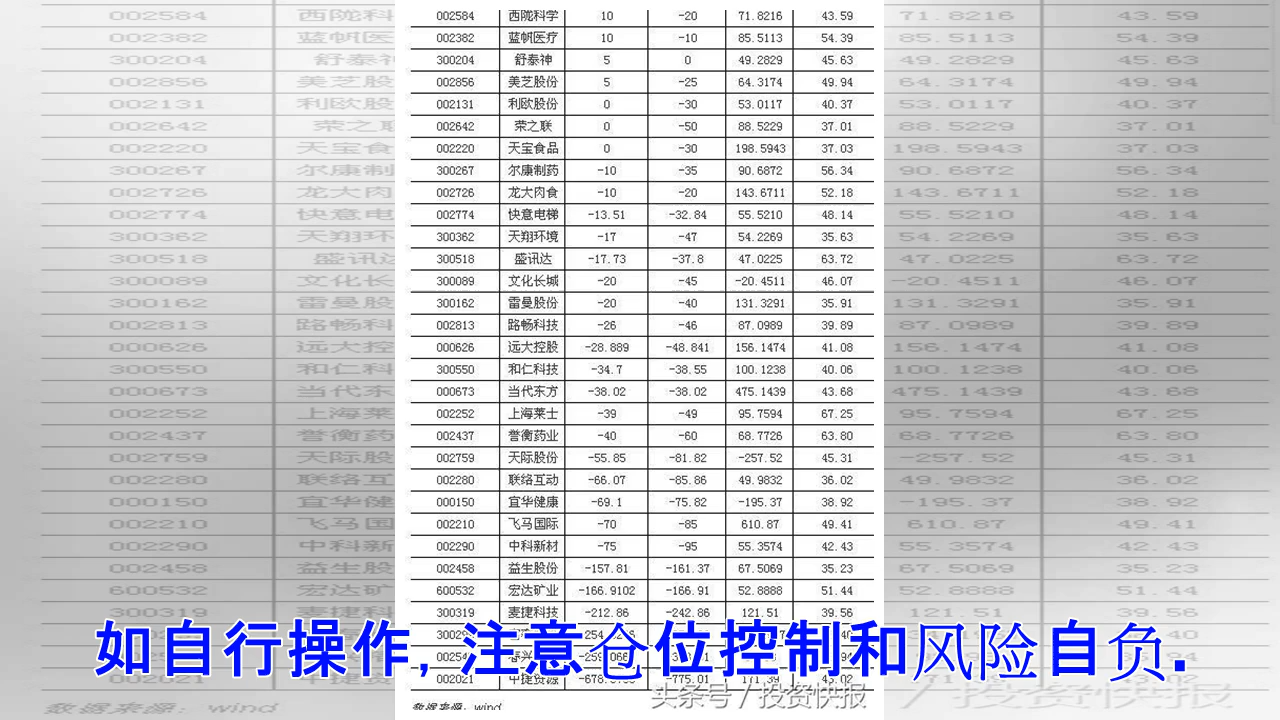 002584 西陇科学 10 -20 71.8216 43.59
002382 蓝帆医疗 10 -10 85.5113 54.39
300204 舒泰神 5 0 49.2829 45.63
002856 美芝股份 5 -25 64.3174 49.94
002131 利欧股份 0 -30 53.0117 40.37
002642 荣之联 0 -50 88.5229 37.01
002220 天宝食品 0 -30 198.5943 37.03
300267 尔康制药 -10 -35 90.6872 56.34
002726 龙大肉食 -10 -20 143.6711 52.18
002774 快意电梯 -13.51 -32.84 55.5210 48.14
300362 天翔环境 -17 -47 54.2269 35.63
300518 盛讯达 -17.73 -37.8 47.0225 63.72
300089 文化长城 -20 -45 -20.4511 46.07
300162 雷曼股份 -20 -40 131.3291 35.91
002813 路畅科技 -26 -46 87.0989 39.89
000626 远大控股 -28.889 -48.841 156.1474 41.08
300550 和仁科技 -34.7 -38.55 100.1238 40.06
000673 当代东方 -38.02 -38.02 475.1439 43.68
002252 上海莱士 -39 -49 95.7594 67.25
002437 誉衡药业 -40 -60 68.7726 63.80
002759 天际股份 -55.85 -81.82 -257.52 45.31
002280 联络互动 -66.07 -85.86 49.9832 36.02
000150 宜华健康 -69.1 -75.82 -195.37 38.92
002210 飞马国际 -70 -85 610.87 49.41
002290 中科新材 -75 -95 55.3574 42.43
002458 益生股份 -157.81 -161.37 67.5069 35.23
600532 宏达矿业 -166.9102 -166.91 52.8888 51.44
300319 麦捷科技 -212.86 -242.86 121.51 39.56
如自行操作,注意仓位控制和风险自负.
002021 中捷资源 -775.01 171.39
头条号 / 投资快报
数据来源: wind